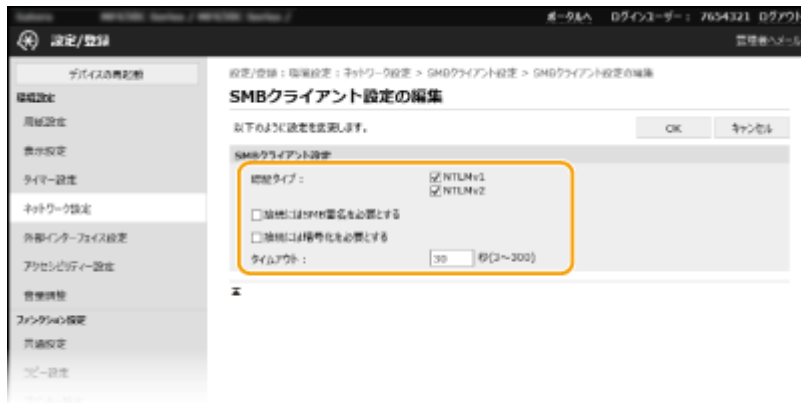 ポータルへ ログインユーザー： 7654321 ログアウト
設定/登録
管理者へメール
デバイスの再起動
設定/登録：環境設定：ネットワーク設定 > SMBクライアント設定 > SMBクライアント設定の編集
環境設定
SMBクライアント設定の編集
用紙設定
以下のように設定を変更します。
OK キャンセル
表示設定
SMBクライアント設定
タイマー設定
認証タイプ：
NTLMv1
NTLMv2
ネットワーク設定
接続にはSMB署名を必要とする
外部インターフェイス設定
接続には暗号化を必要とする
アクセシビリティー設定
タイムアウト：
30 秒(3～300)
音量調整
ファンクション設定
共通設定
コピー設定